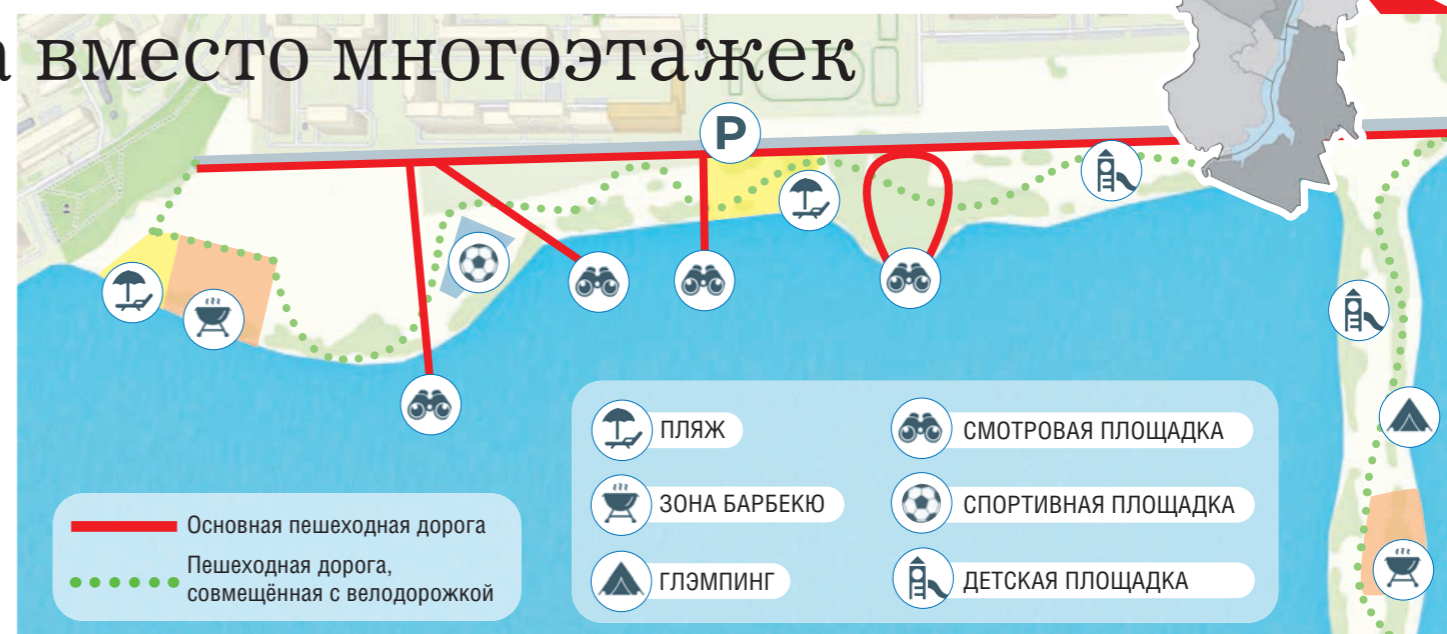 а вместо многоэтажек
P
ПЛЯЖ
СМОТРОВАЯ ПЛОЩАДКА
ЗОНА БАРБЕКЮ
СПОРТИВНАЯ ПЛОЩАДКА
ГЛЭМПИНГ
ДЕТСКАЯ ПЛОЩАДКА
Основная пешеходная дорога
Пешеходная дорога,
совмещённая с велодорожкой